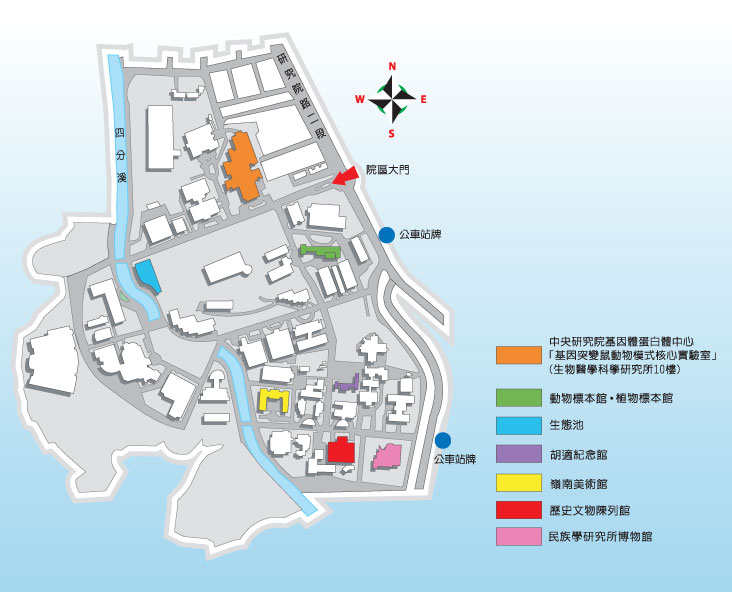 N
W
E
S
研究院路二段
四分溪
院區大門
公車站牌
中央研究院基因體蛋白體中心
「基因突變鼠動物模式核心實驗室」
(生物醫學科學研究所10樓)
動物標本館・植物標本館
生態池
胡適紀念館
公車站牌
嶺南美術館
歷史文物陳列館
民族學研究所博物館